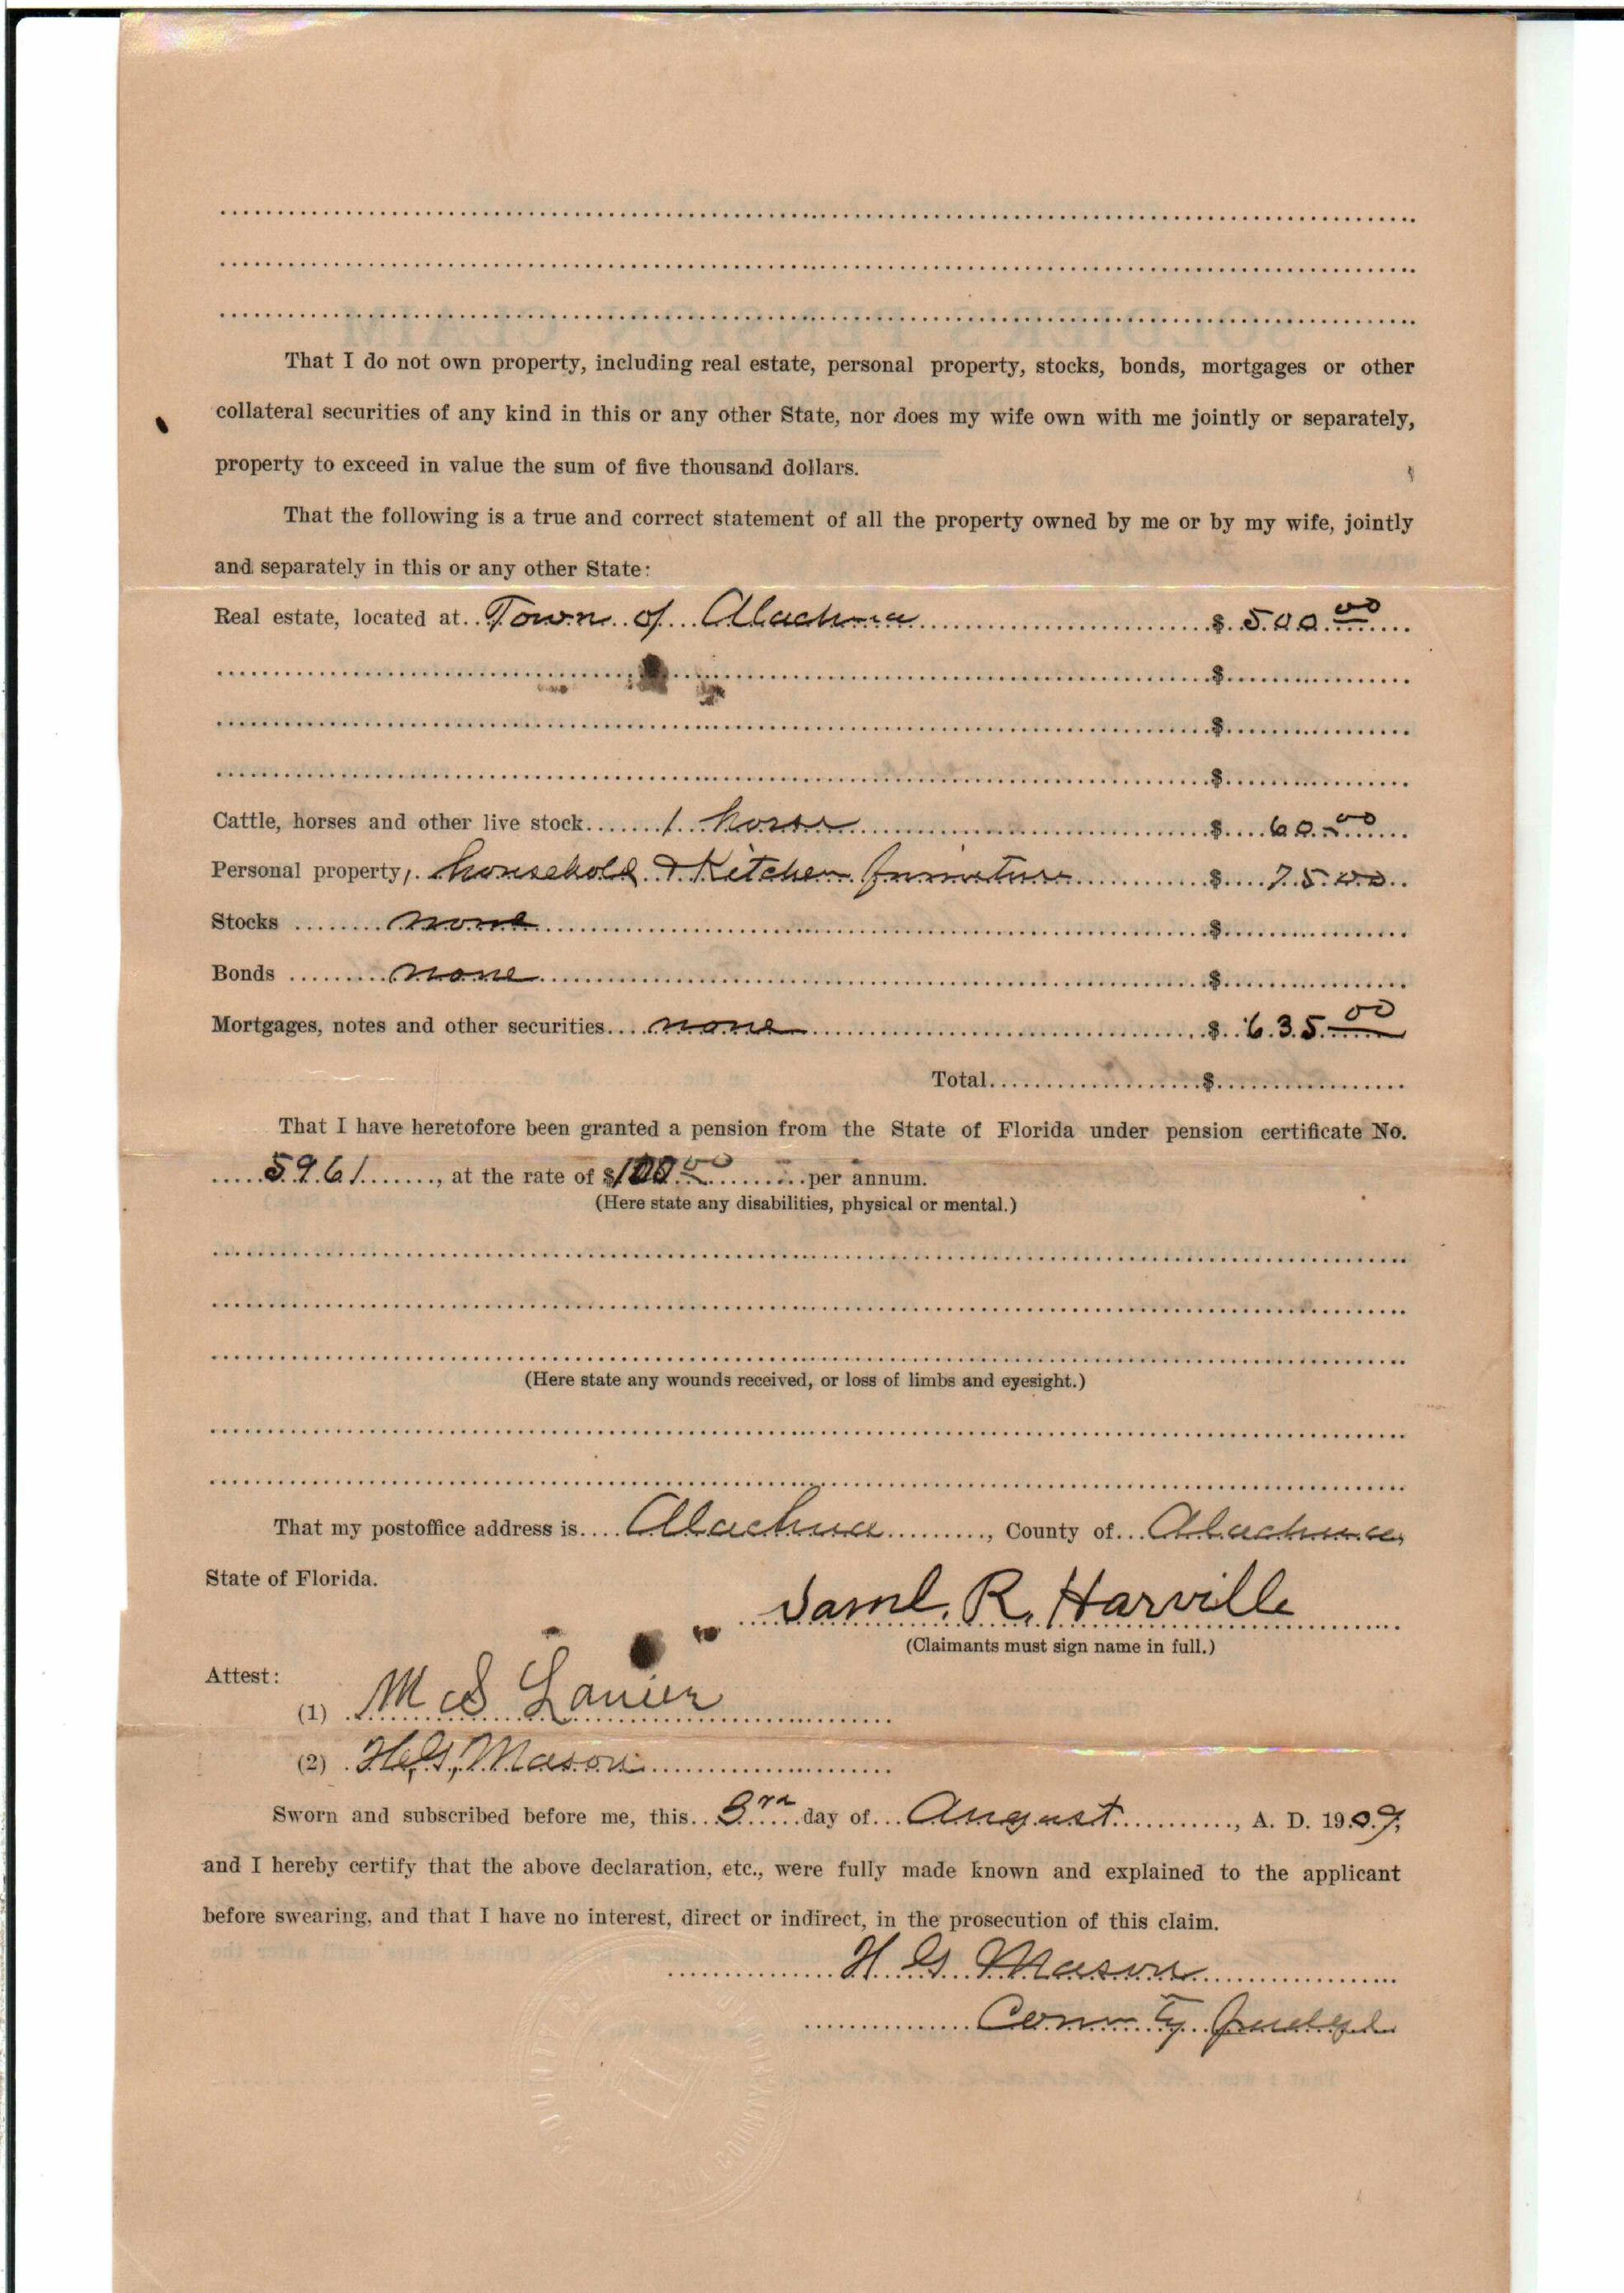 That I do not own property, including real estate, personal property, stocks, bonds, mortgages or other
collateral securities of any kind in this or any other State, nor does my wife own with me jointly or separately,
property to exceed in value the sum of five thousand dollars.
That the following is a true and correct statement of all the property owned by me or by my wife, jointly
and separately in this or any other State:
Real estate, located at Town of Alachua $ 500.00
$
$
$
Cattle, horses and other live stock 1 horse $ 60.00
Personal property, household & Kitchen furniture $ 75.00
Stocks none $
Bonds none $
Mortgages, notes and other securities none $ 635.00
Total $
That I have heretofore been granted a pension from the State of Florida under pension certificate No.
5961, at the rate of $100.00 per annum.
(Here state any disabilities, physical or mental.)
(Here state any wounds received, or loss of limbs and eyesight.)
That my postoffice address is Alachua, County of Alachua,
State of Florida.
Saml. R. Harville
(Claimants must sign name in full.)
Attest:
(1) M S Lanier
(2) H. G. Mason
Sworn and subscribed before me, this 3rd day of August, A. D. 1909,
and I hereby certify that the above declaration, etc., were fully made known and explained to the applicant
before swearing, and that I have no interest, direct or indirect, in the prosecution of this claim.
H. G. Mason
County Judge